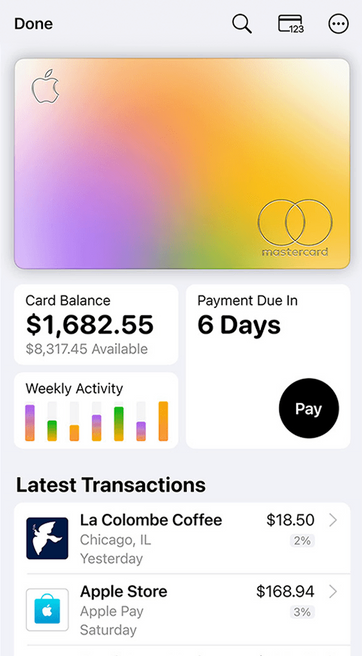 Done
123
mastercard
Card Balance
$1,682.55
$8,317.45 Available
Payment Due In
6 Days
Weekly Activity
Pay
Latest Transactions
La Colombe Coffee
$18.50
Chicago, IL
2%
Yesterday
Apple Store
$168.94
Apple Pay
3%
Saturday